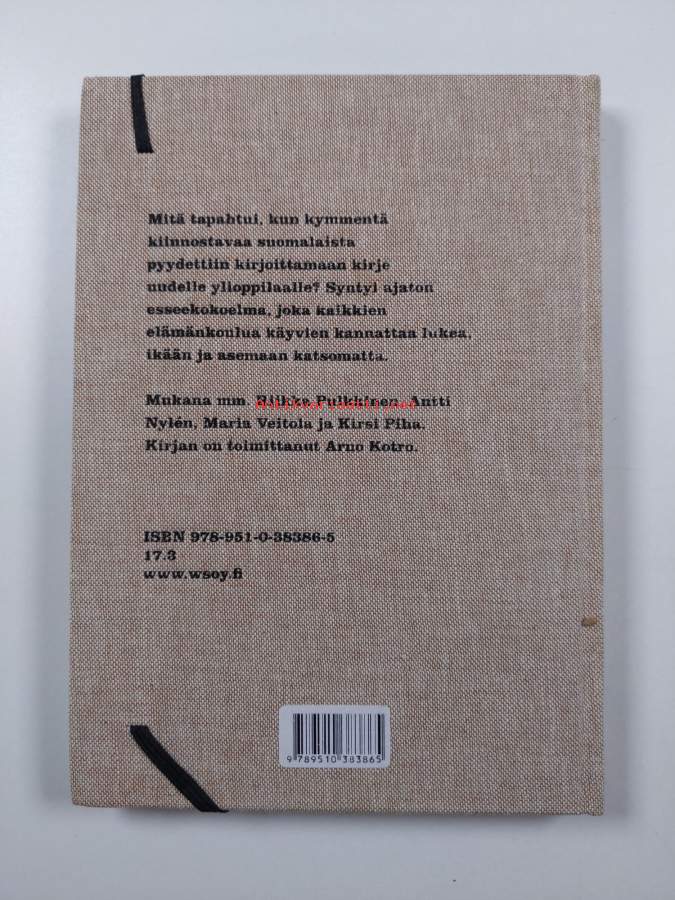 Mitä tapahtui, kun kymmentä
kiinnostavaa suomalaista
pyydettiin kirjoittamaan kirje
uudelle ylioppilaalle? Syntyi ajaton
esseekokoelma, joka kaikkien
elämänkoulua käyvien kannattaa lukea,
ikään ja asemaan katsomatta.
Mukana mm. Riikka Pulkkinen, Antti
Antikvariaatti.net
Nylén, Maria Veitola ja Kirsi Piha.
Kirjan on toimittanut Arno Kotro.
ISBN 978-951-0-38386-5
17.3
www.wsoy.fi
9 789510 383865